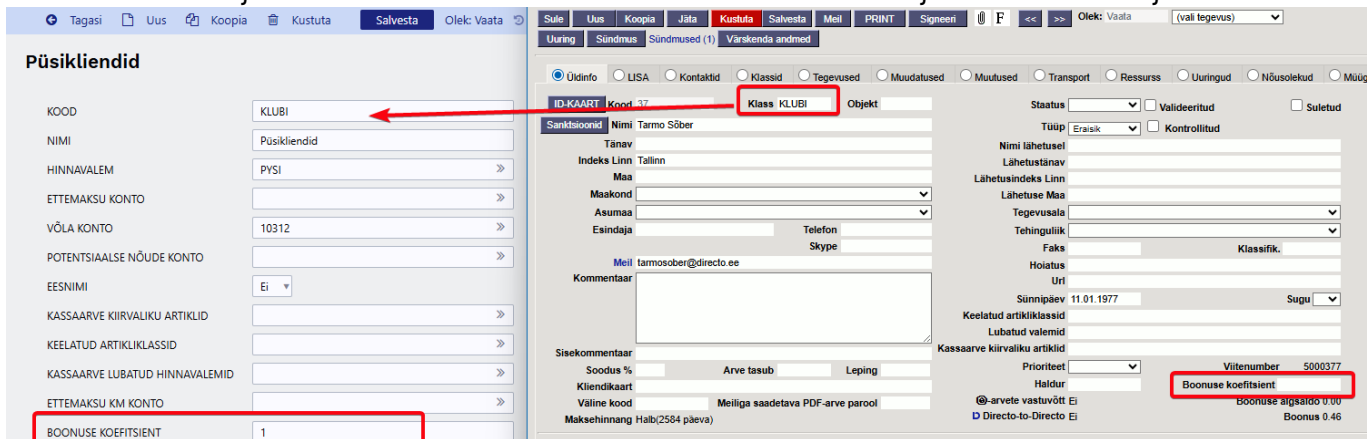 Tagasi Uus Koopia Kustuta Salvesta Olek: Vaata
Püsikliendid
KOOD KLUBI
NIMI Püsikliendid
HINNAVALEM PYSI
ETTEMAKSU KONTO
VÕLA KONTO 10312
POTENTSIAALSE NÕUDE KONTO
EESNIMI Ei
KASSAARVE KIIRVALIKU ARTIKLID
KEELATUD ARTIKLIKLASSID
KASSAARVE LUBATUD HINNAVALEMID
ETTEMAKSU KM KONTO
BOONUSE KOEFITSIENT 1
Sule Uus Koopia Jäta Kustuta Salvesta Meil PRINT Signeeri F << >> Olek: Vaata (vali tegevus)
Uuring Sündmus Sündmused (1) Värskenda andmed
Üldinfo LISA Kontaktid Klassid Tegevused Muudatused Muutused Transport Ressurss Uuringud Nõusolekud Müüg
ID-KAART Kood 37 Klass KLUBI Objekt Staatus Valideeritud Suletud
Sanktsioonid Nimi Tarmo Sõber Tüüp Eraisik Kontrollitud
Tänav Nimi lähetusel
Indeks Linn Tallinn Lähetustänav
Maa Lähetusindeks Linn
Maakond Lähetuse Maa
Asumaa Tegevusala
Esindaja Telefon Tehinguliik
Skype Faks Klassifik.
Meil tarmosober@directo.ee Hoiatus
Kommentaar Url
Sünnipäev 11.01.1977 Sugu
Keelatud artikliklassid
Lubatud valemid
Sisekommentaar Kassaarve kiirvaliku artiklid
Soodus % Arve tasub Leping Prioriteet Viitenumber 5000377
Kliendikaart Haldur Boonuse koefitsient
Väline kood Meiliga saadetava PDF-arve parool @-arvete vastuvõtt Ei Boonuse algsaldo 0.00
Maksehinnang Halb(2584 päeva) D Directo-to-Directo Ei Boonus 0.46